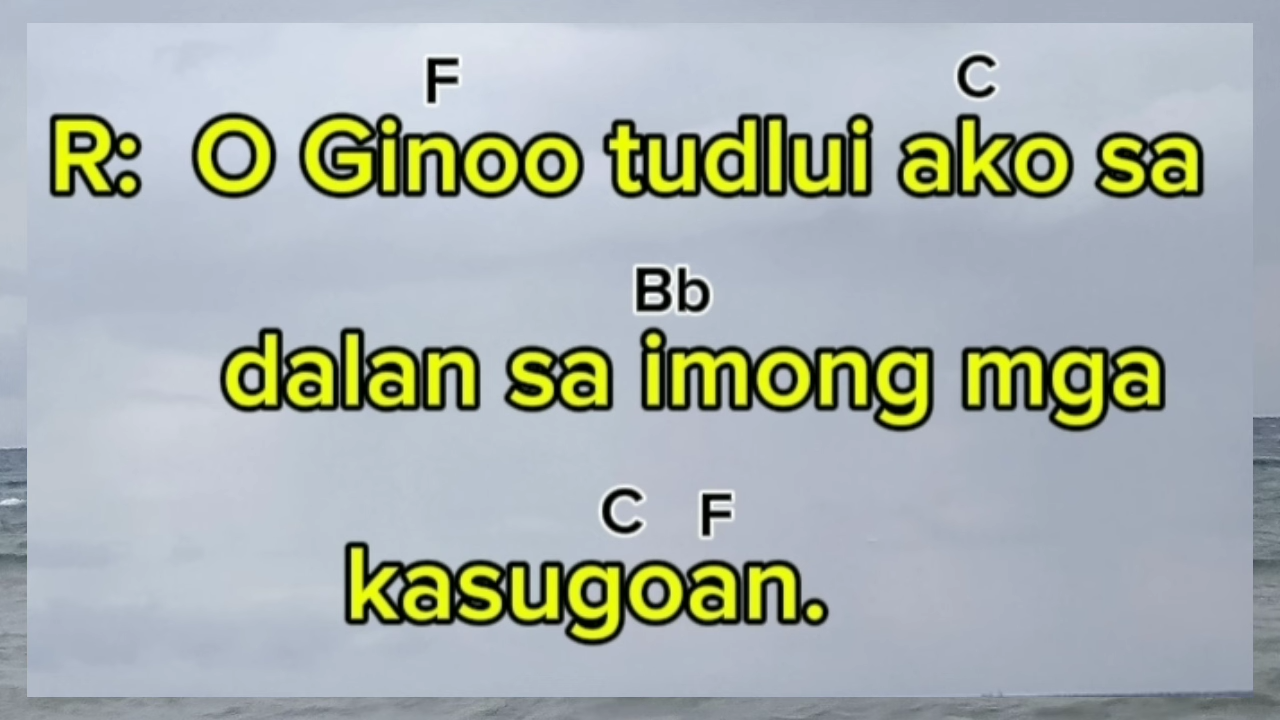 F C
R: O Ginoo tudlui ako sa
Bb
dalan sa imong mga
C F
kasugoan.